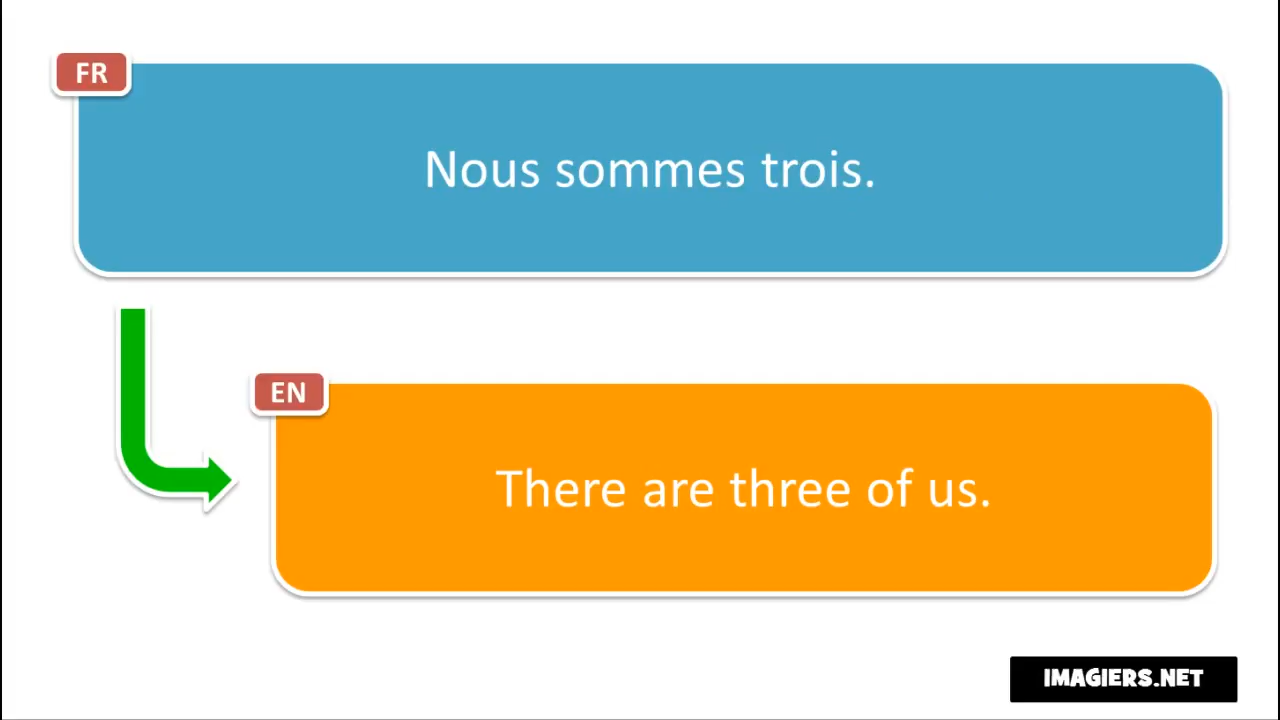 FR
Nous sommes trois.
EN
There are three of us.
IMAGIERS.NET